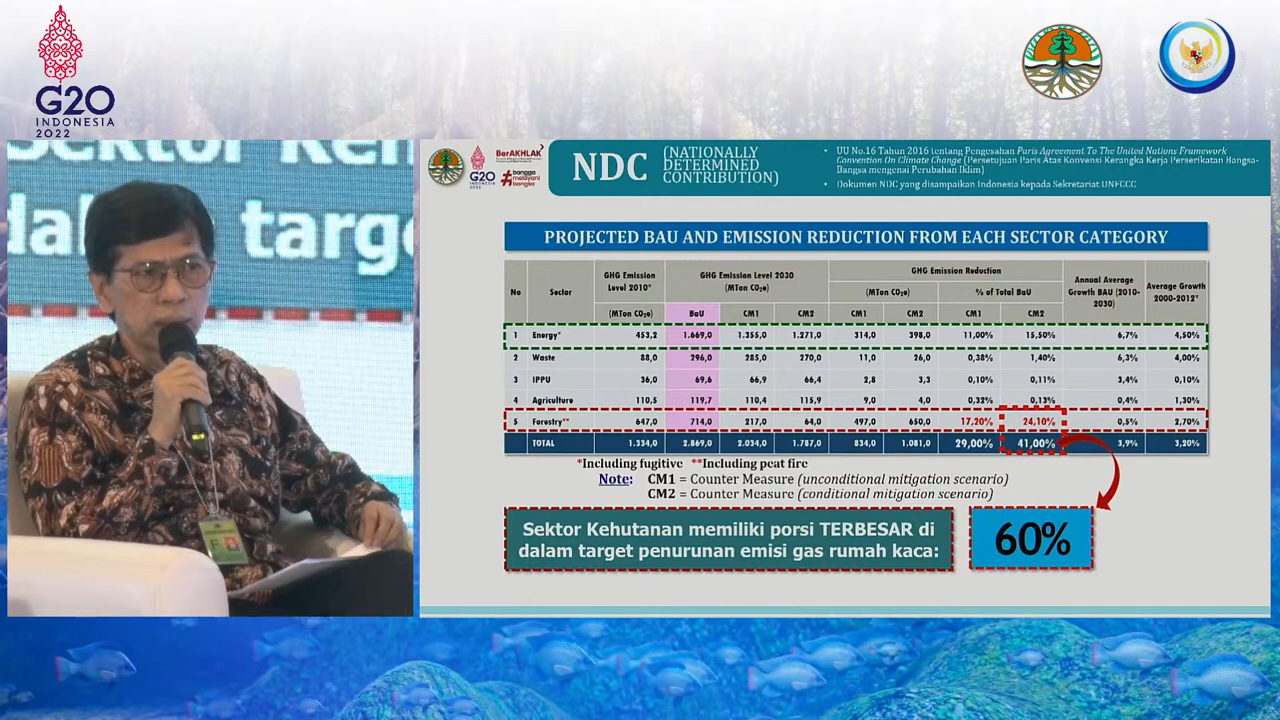 G20
INDONESIA
2022
Sektor Ke
target
BerAKHLAK
G20
INDONESIA
2022
#bangga
melayani
bangsa
NDC
(NATIONALLY
DETERMINED
CONTRIBUTION)
• UU No.16 Tahun 2016 tentang Pengesahan Paris Agreement To The United Nations Framework
Convention On Climate Change (Persetujuan Paris Atas Konvensi Kerangka Kerja Perserikatan Bangsa-
Bangsa mengenai Perubahan Iklim)
• Dokumen NDC yang disampaikan Indonesia kepada Sekretariat UNFCCC
PROJECTED BAU AND EMISSION REDUCTION FROM EACH SECTOR CATEGORY
No Sector GHG Emission Level 2010* GHG Emission Level 2030 (MTon CO₂e) GHG Emission Reduction Annual Average Growth BAU (2010-2030) Average Growth 2000-2012*
(MTon CO₂e) % of Total BaU
(MTon CO₂e) BaU CM1 CM2 CM1 CM2 CM1 CM2
1 Energy* 453,2 1.669,0 1.355,0 1.271,0 314,0 398,0 11,00% 15,50% 6,7% 4,50%
2 Waste 88,0 296,0 285,0 270,0 11,0 26,0 0,38% 1,40% 6,3% 4,00%
3 IPPU 36,0 69,6 66,9 66,4 2,8 3,3 0,10% 0,11% 3,4% 0,10%
4 Agriculture 110,5 119,7 110,4 115,9 9,0 4,0 0,32% 0,13% 0,4% 1,30%
5 Forestry** 647,0 714,0 217,0 64,0 497,0 650,0 17,20% 24,10% 0,5% 2,70%
TOTAL 1.334,0 2.869,0 2.034,0 1.787,0 834,0 1.081,0 29,00% 41,00% 3,9% 3,20%
*Including fugitive **Including peat fire
Note: CM1 = Counter Measure (unconditional mitigation scenario)
CM2 = Counter Measure (conditional mitigation scenario)
Sektor Kehutanan memiliki porsi TERBESAR di
dalam target penurunan emisi gas rumah kaca:
60%